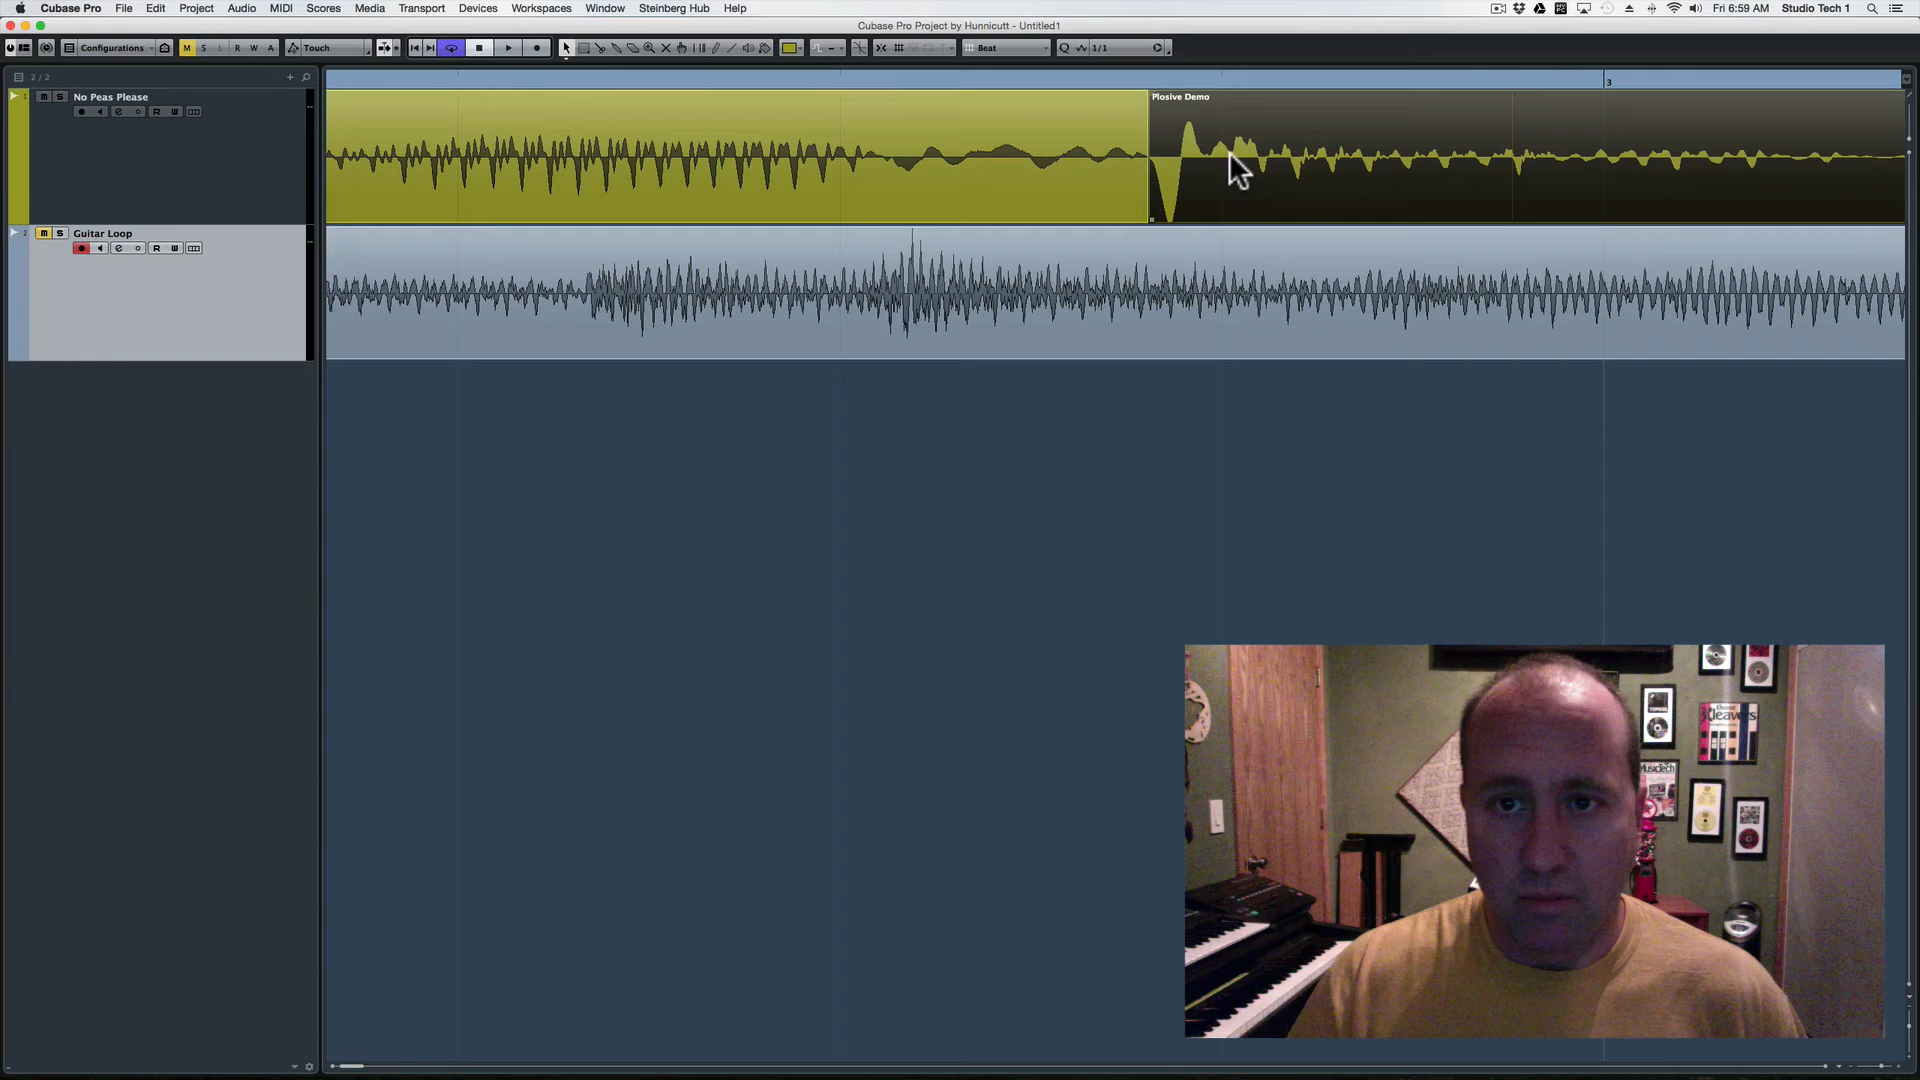 Cubase Pro File Edit Project Audio MIDI Scores Media Transport Devices Workspaces Window Steinberg Hub Help Fri 6:59 AM Studio Tech 1
Cubase Pro Project by Hunnicutt - Untitled1
Configurations M S L R W A Touch Beat Q 1/1
2 / 2
3
1 m S No Peas Please
e R W
Plosive Demo
2 m S Guitar Loop
e R W